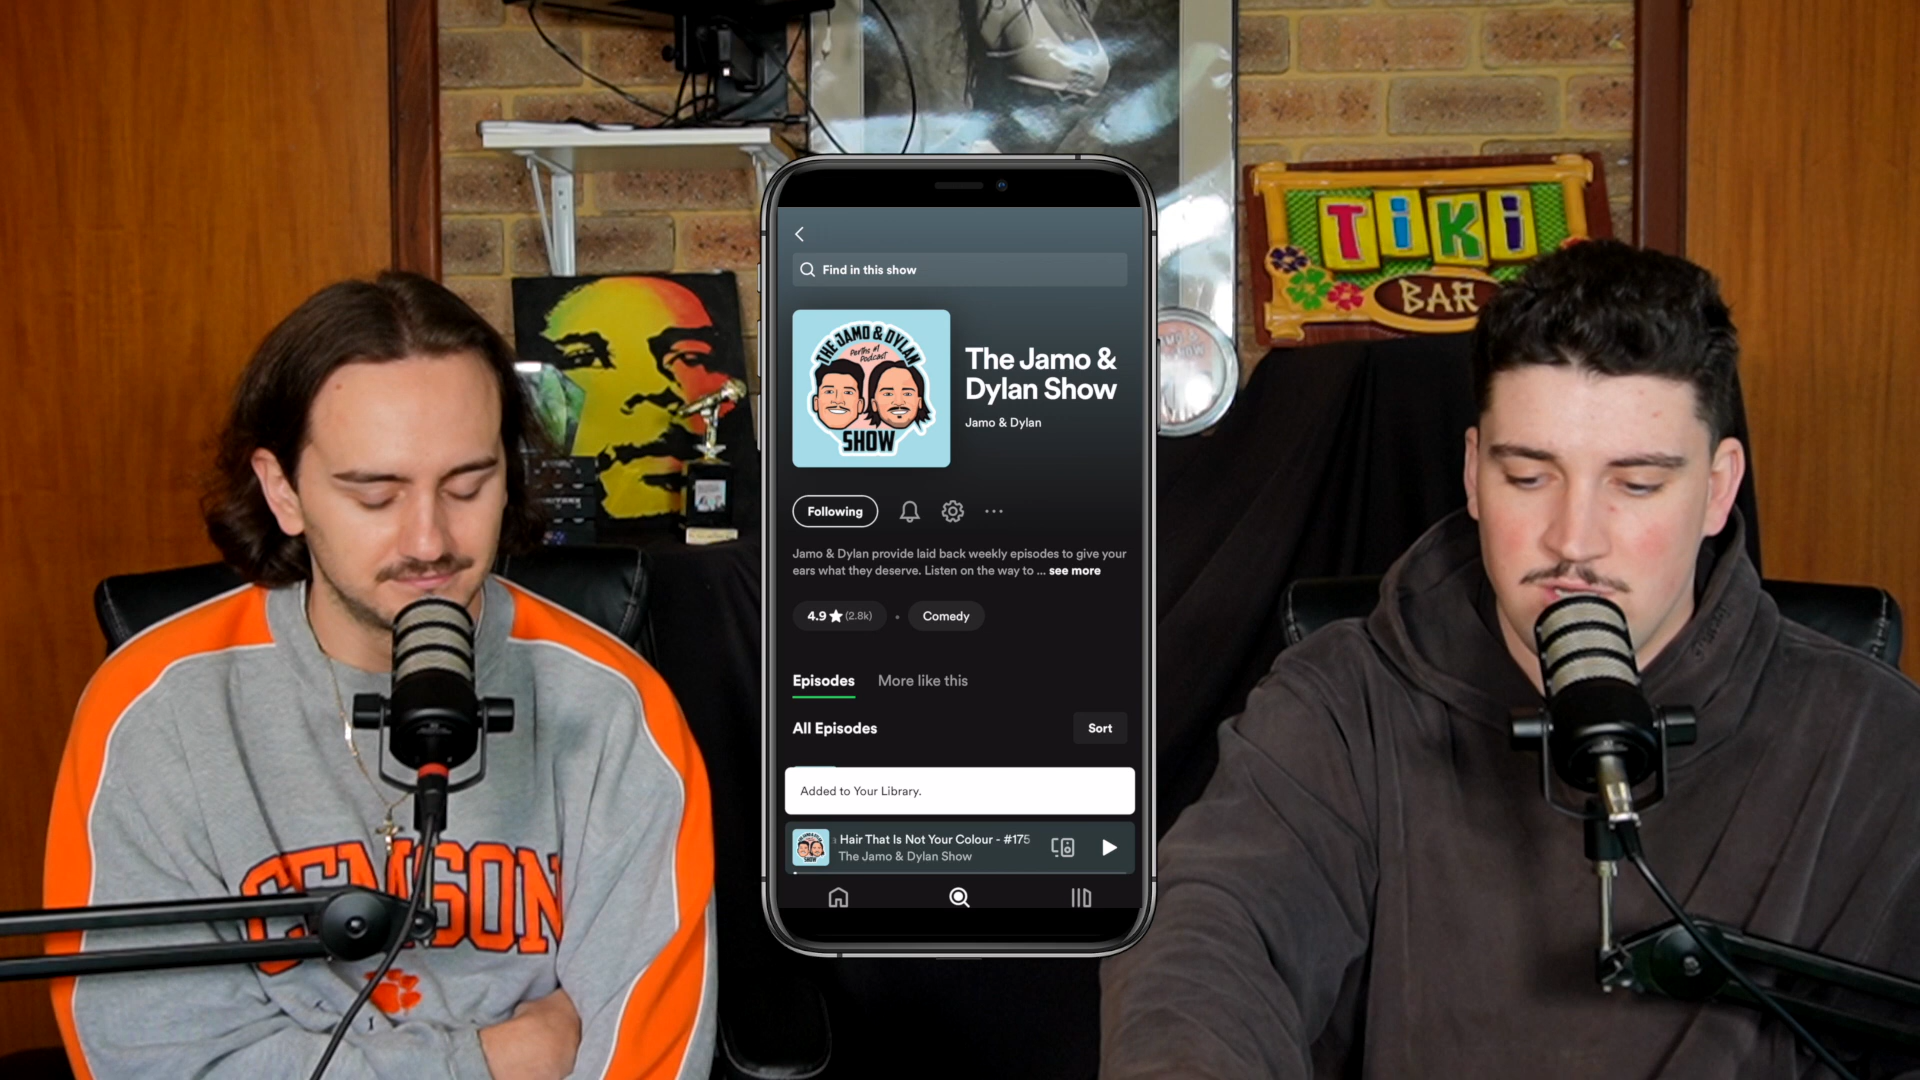 TIKI
BAR
Find in this show
THE JAMO & DYLAN
Perths #1
Podcast
SHOW
The Jamo &
Dylan Show
Jamo & Dylan
Following
Jamo & Dylan provide laid back weekly episodes to give your
ears what they deserve. Listen on the way to ... see more
4.9 ★ (2.8k) • Comedy
Episodes More like this
All Episodes Sort
Added to Your Library.
Hair That Is Not Your Colour - #175
The Jamo & Dylan Show
CEMSON